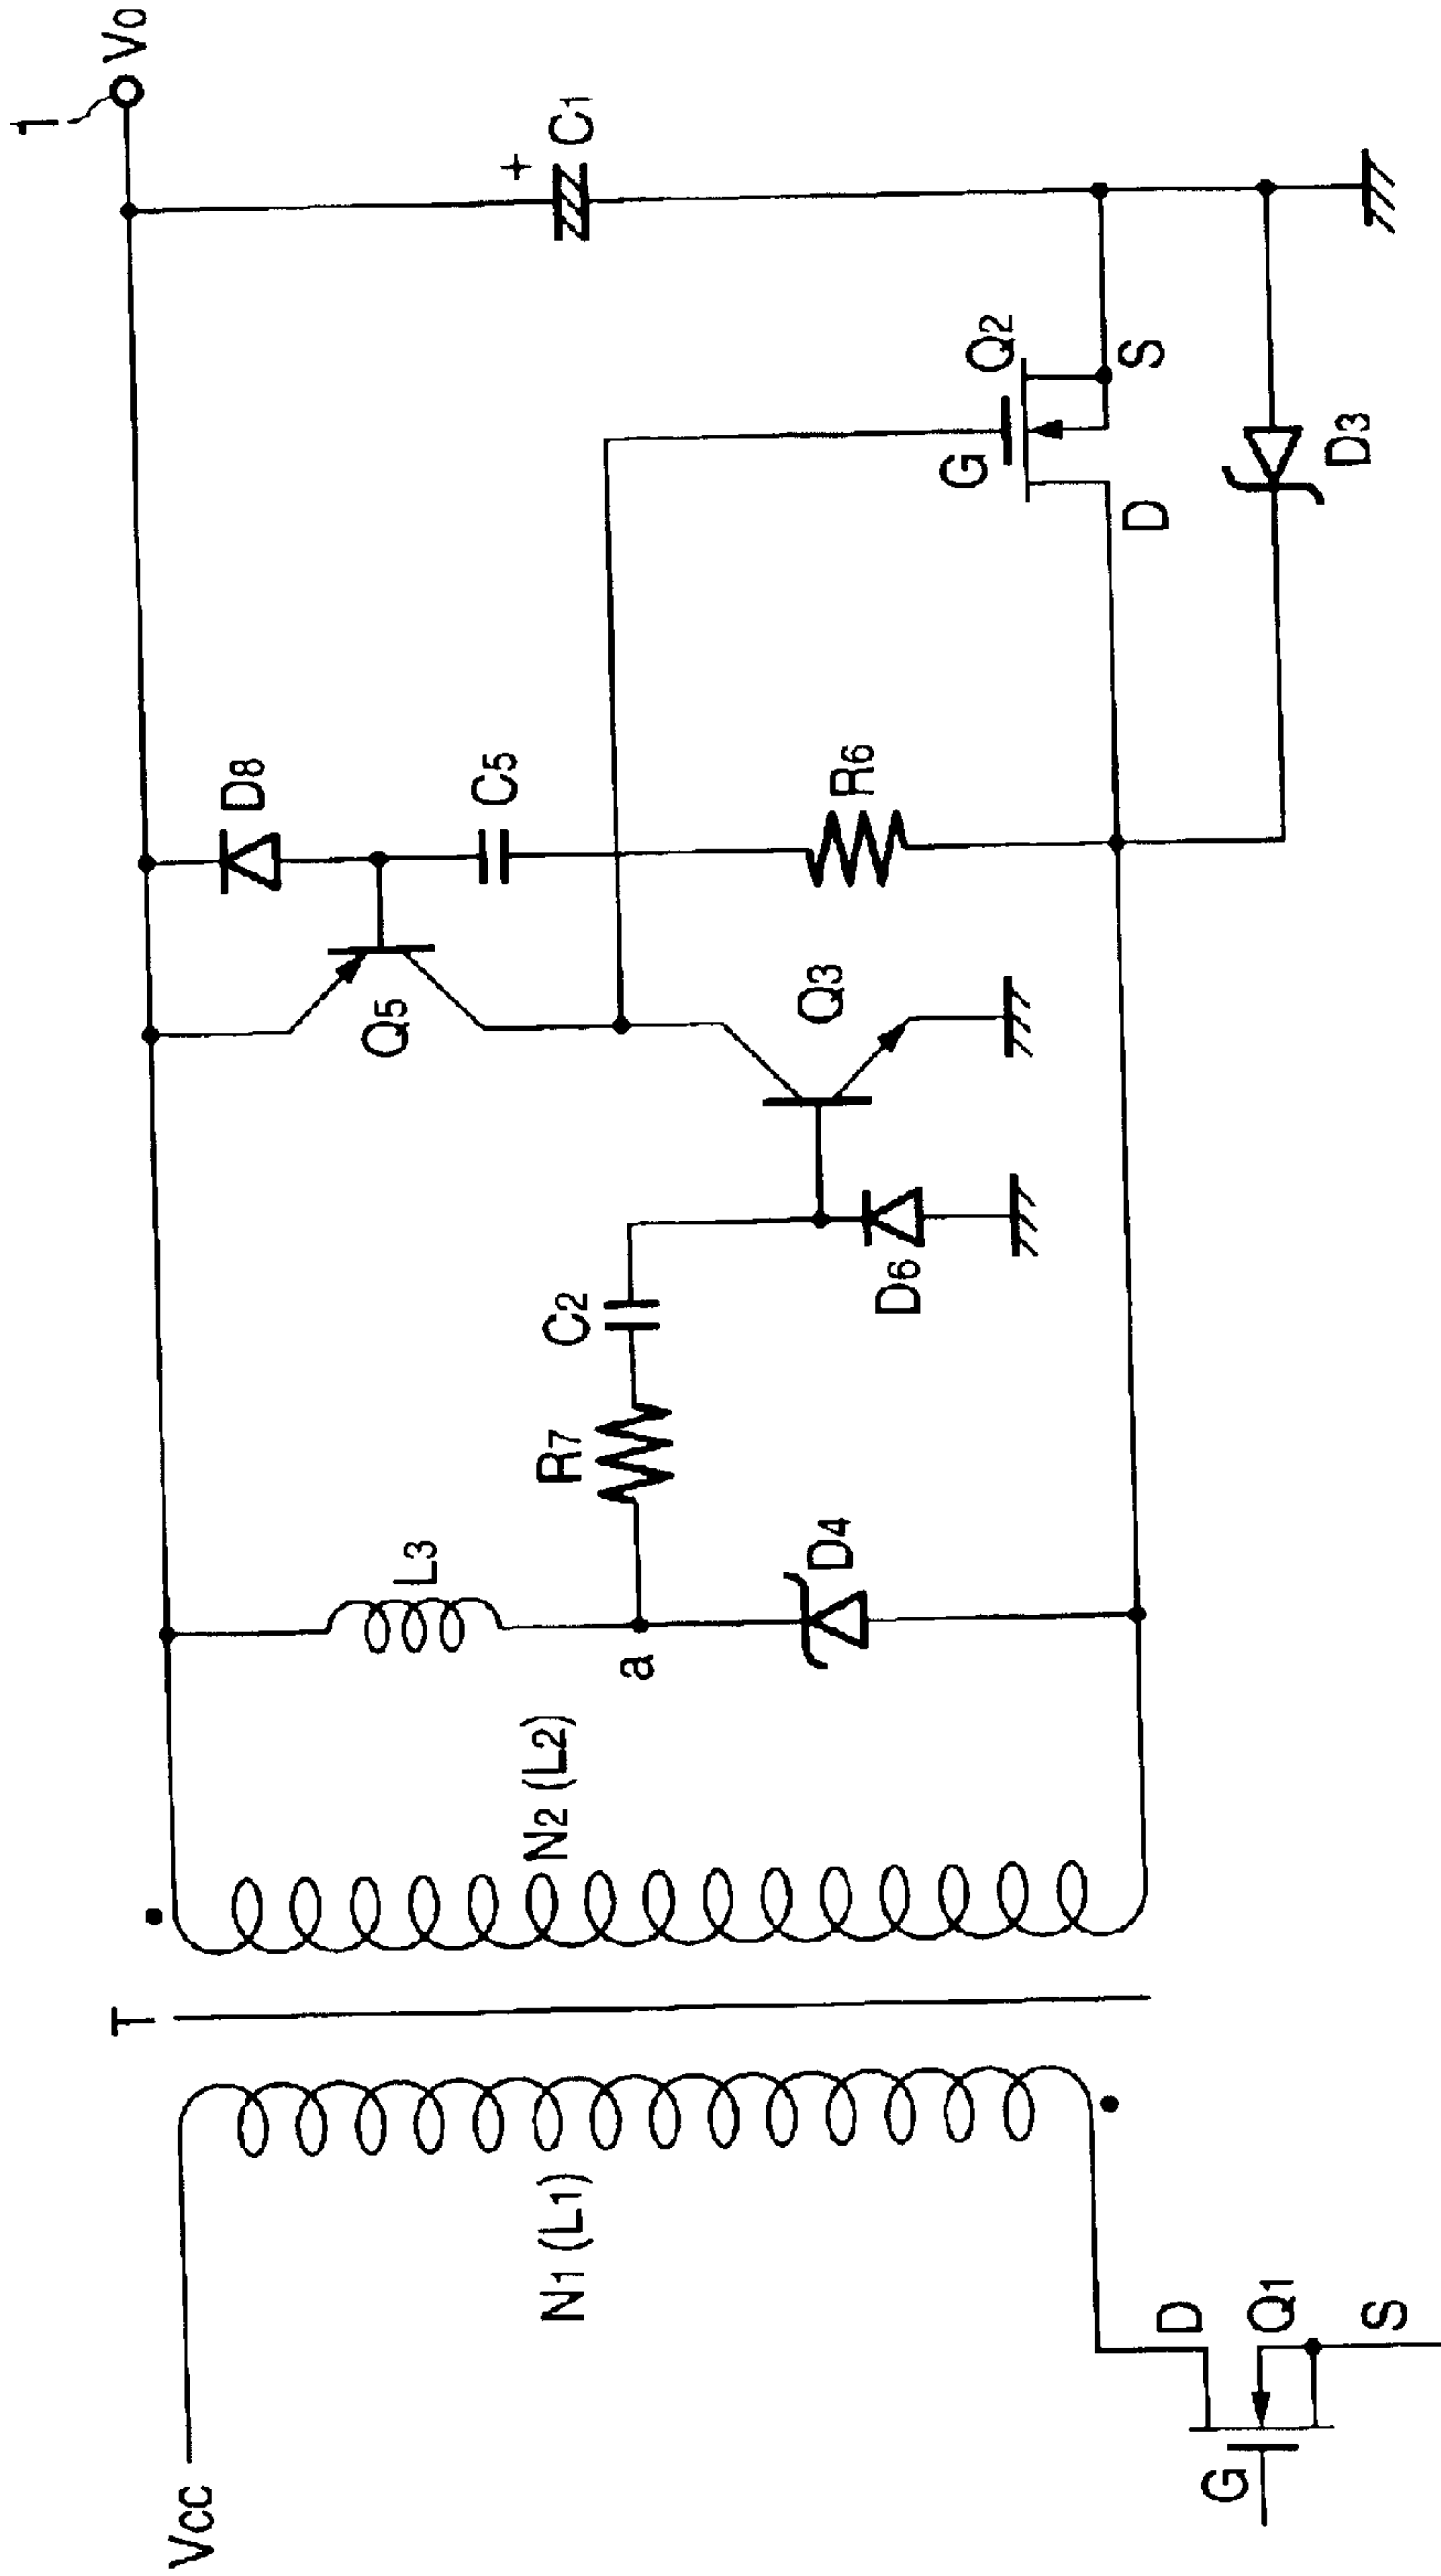 1
Vo
+
C1
D8
C5
Q5
R6
Q2
G
S
D
D3
Q3
C2
D6
R7
L3
a
D4
N2 (L2)
T
N1 (L1)
Vcc
D
Q1
G
S